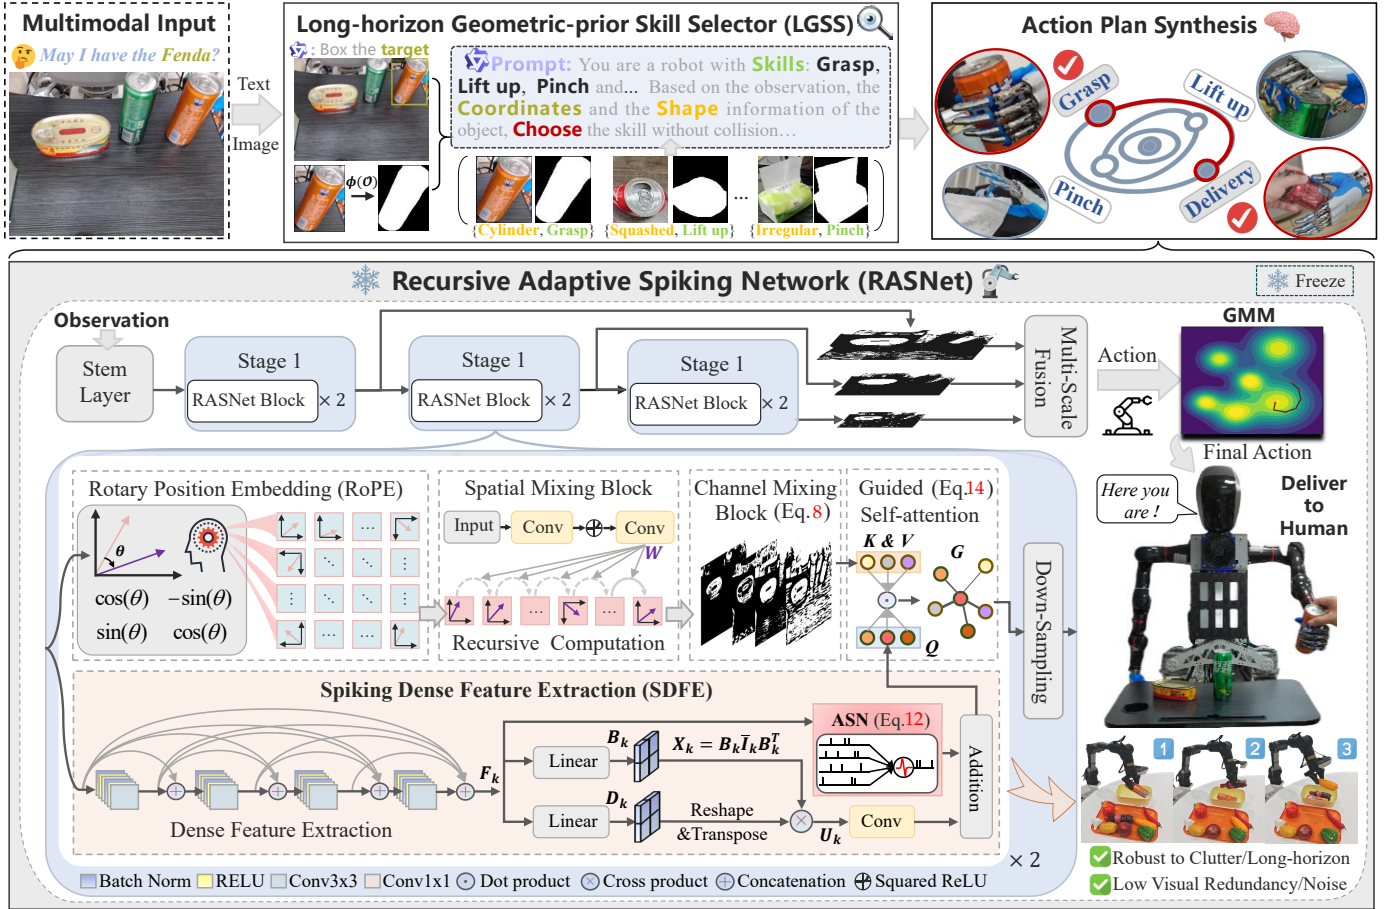 Multimodal Input
May I have the Fenda?
Text
Image
Long-horizon Geometric-prior Skill Selector (LGSS)
: Box the target
Prompt: You are a robot with Skills: Grasp,
Lift up, Pinch and... Based on the observation, the
Coordinates and the Shape information of the
object, Choose the skill without collision...
ϕ(O)
{Cylinder, Grasp}
{Squashed, Lift up}
...
{Irregular, Pinch}
Action Plan Synthesis
Grasp
Lift up
Pinch
Delivery
Recursive Adaptive Spiking Network (RASNet)
Freeze
Observation
Stem
Layer
Stage 1
RASNet Block × 2
Stage 1
RASNet Block × 2
Stage 1
RASNet Block × 2
Multi-Scale
Fusion
Action
GMM
Final Action
Here you
are !
Deliver
to
Human
Rotary Position Embedding (RoPE)
θ
cos(θ) −sin(θ)
sin(θ) cos(θ)
Spatial Mixing Block
Input
Conv
Conv
W
Recursive Computation
Channel Mixing
Block (Eq.8)
Guided (Eq.14)
Self-attention
K & V
G
Q
Down-Sampling
Spiking Dense Feature Extraction (SDFE)
Dense Feature Extraction
F_k
Linear
B_k
X_k = B_k Ī_k B_k^T
Linear
D_k
Reshape
&Transpose
U_k
Conv
ASN (Eq.12)
Addition
× 2
1
2
3
Robust to Clutter/Long-horizon
Low Visual Redundancy/Noise
Batch Norm
RELU
Conv3x3
Conv1x1
Dot product
Cross product
Concatenation
Squared ReLU